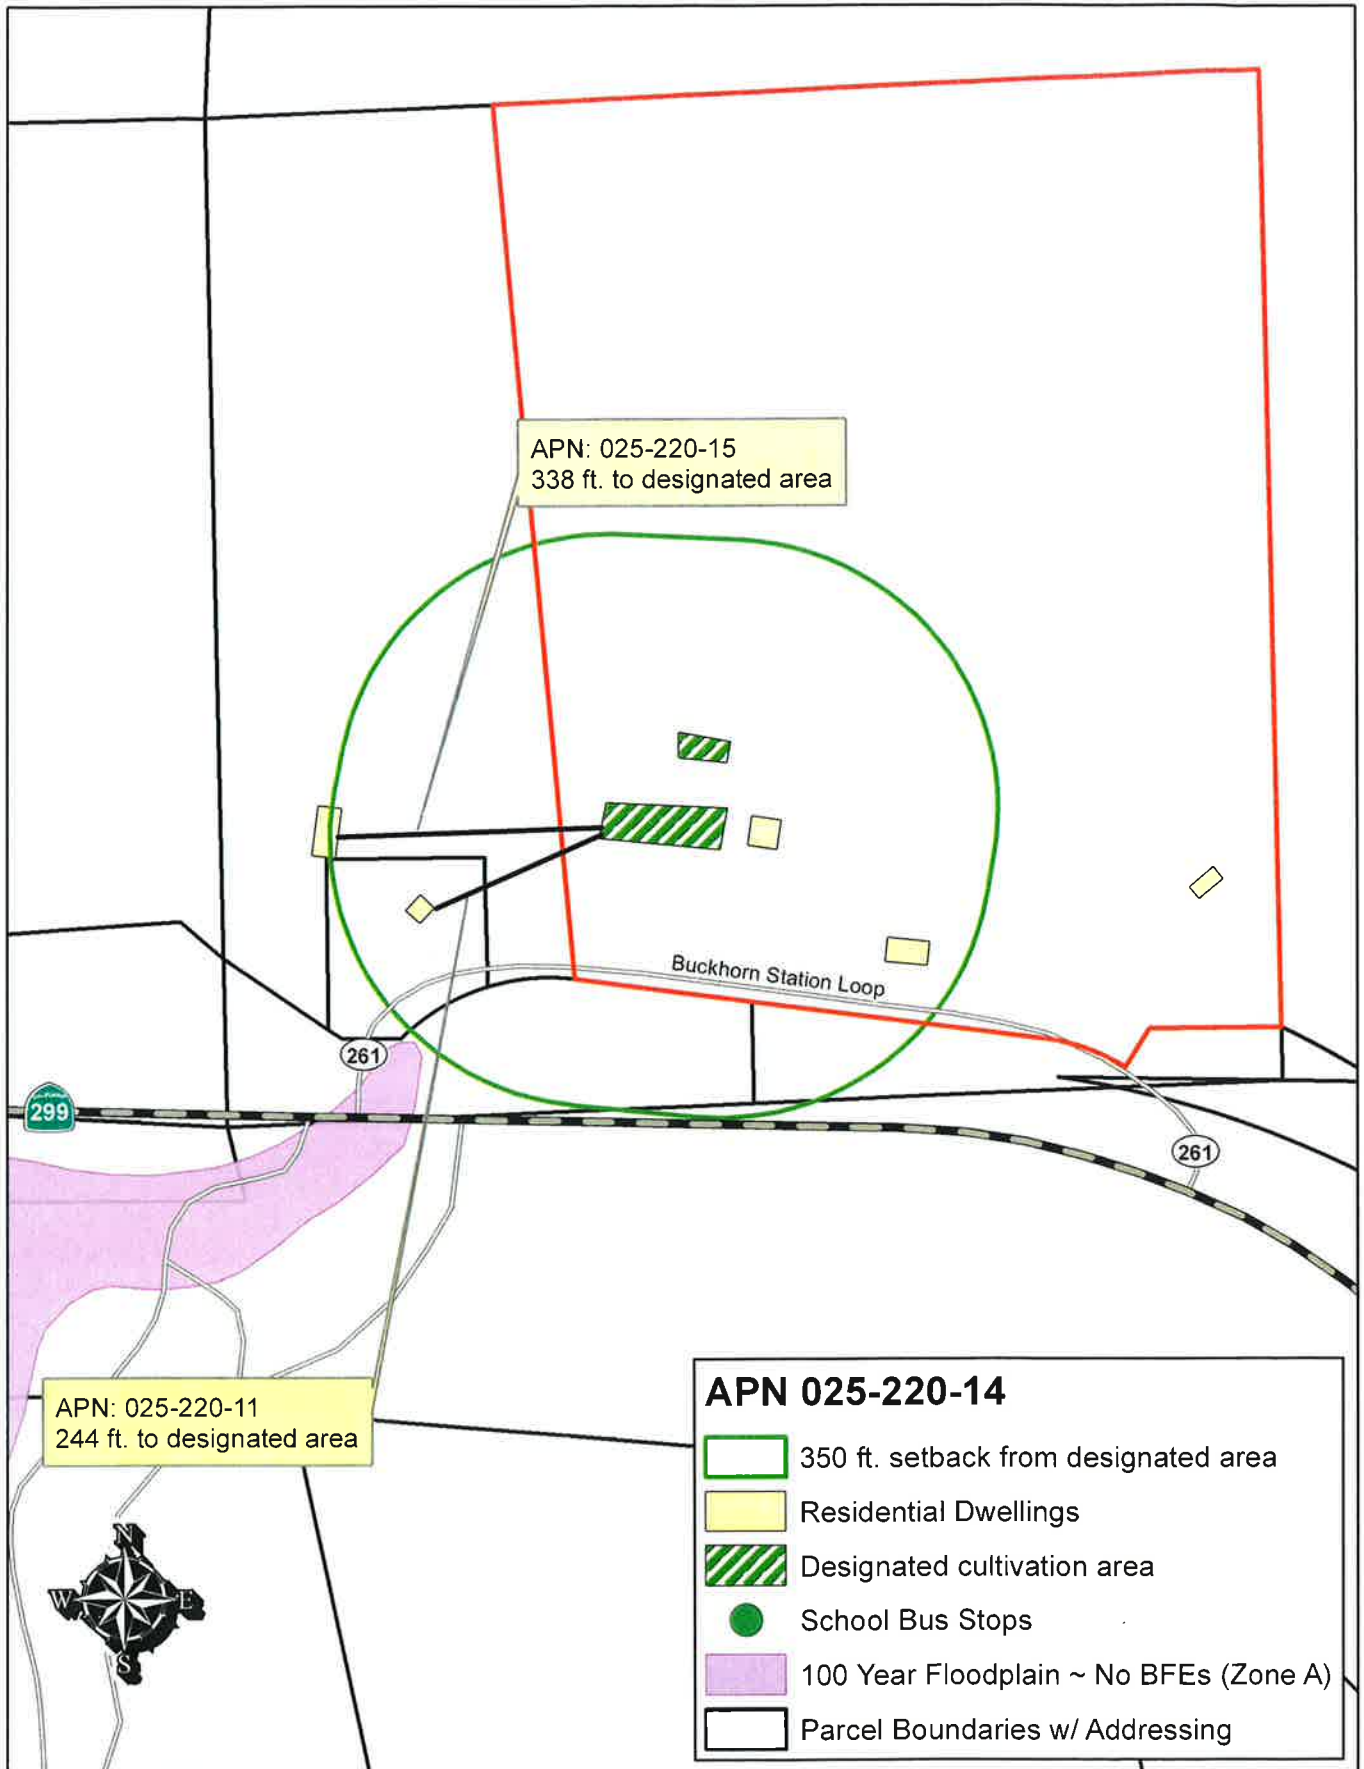 APN: 025-220-15
338 ft. to designated area
Buckhorn Station Loop
261
299
261
APN: 025-220-11
244 ft. to designated area
N
W
E
S
APN 025-220-14
350 ft. setback from designated area
Residential Dwellings
Designated cultivation area
School Bus Stops
100 Year Floodplain ~ No BFEs (Zone A)
Parcel Boundaries w/ Addressing